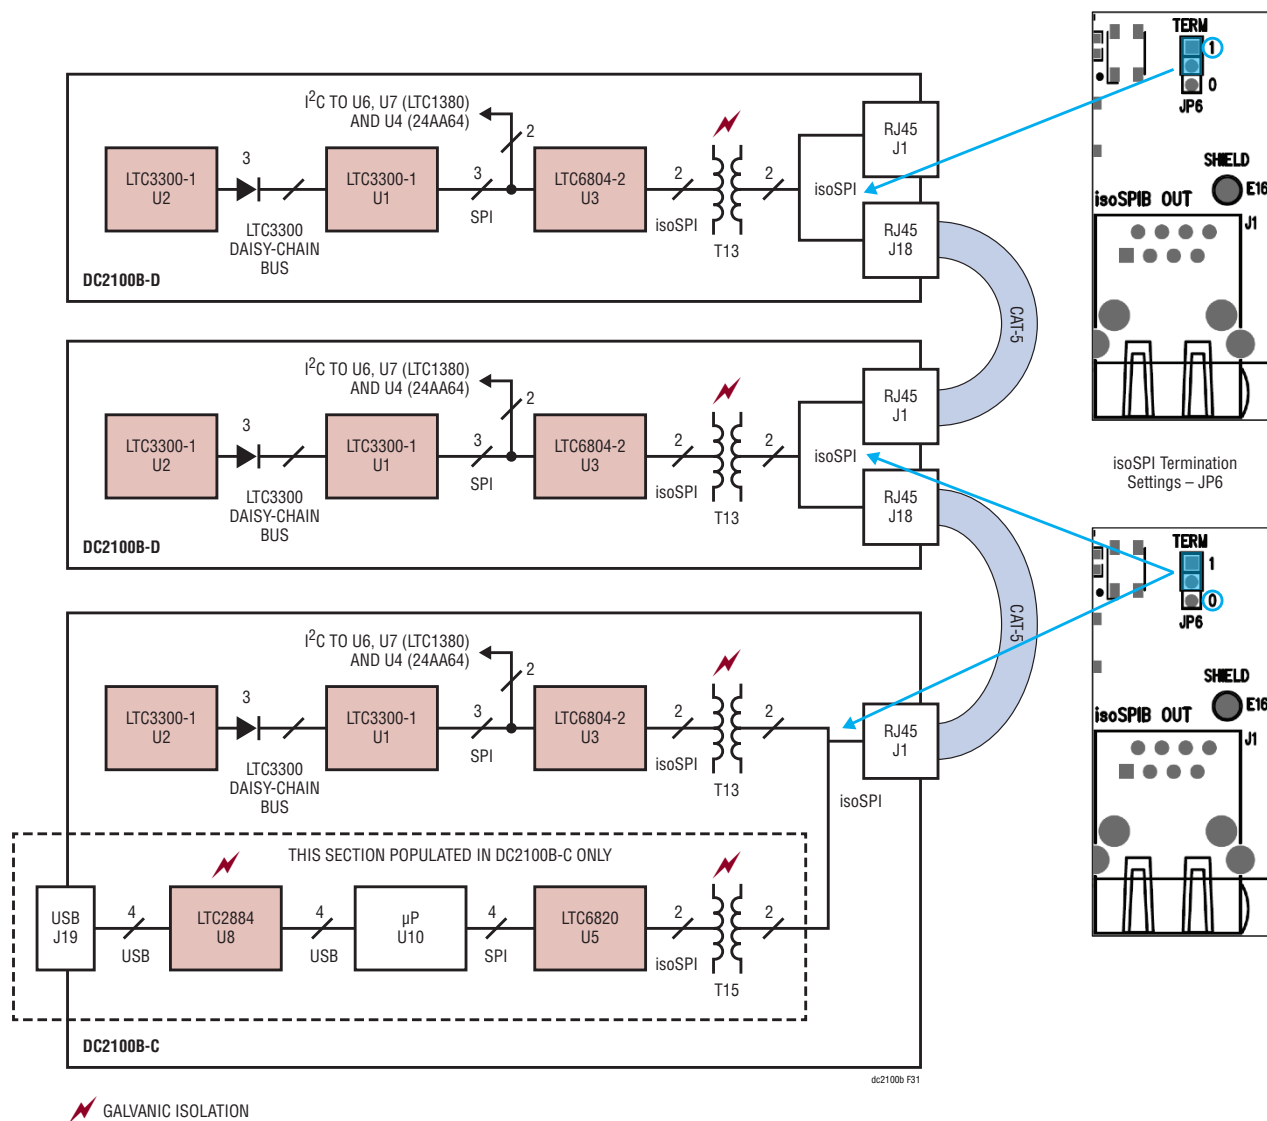 I²C TO U6, U7 (LTC1380)
AND U4 (24AA64)
2
LTC3300-1
U2
3
LTC3300
DAISY-CHAIN
BUS
LTC3300-1
U1
3
SPI
LTC6804-2
U3
2
isoSPI
T13
2
isoSPI
RJ45
J1
RJ45
J18
DC2100B-D
CAT-5
I²C TO U6, U7 (LTC1380)
AND U4 (24AA64)
2
LTC3300-1
U2
3
LTC3300
DAISY-CHAIN
BUS
LTC3300-1
U1
3
SPI
LTC6804-2
U3
2
isoSPI
T13
2
isoSPI
RJ45
J1
RJ45
J18
DC2100B-D
CAT-5
I²C TO U6, U7 (LTC1380)
AND U4 (24AA64)
2
LTC3300-1
U2
3
LTC3300
DAISY-CHAIN
BUS
LTC3300-1
U1
3
SPI
LTC6804-2
U3
2
isoSPI
T13
2
RJ45
J1
isoSPI
THIS SECTION POPULATED IN DC2100B-C ONLY
USB
J19
4
USB
LTC2884
U8
4
USB
µP
U10
4
SPI
LTC6820
U5
2
isoSPI
T15
2
DC2100B-C
dc2100b F31
GALVANIC ISOLATION
TERM
1
0
JP6
SHIELD
E16
isoSPIB OUT
J1
isoSPI Termination
Settings – JP6
TERM
1
0
JP6
SHIELD
E16
isoSPIB OUT
J1